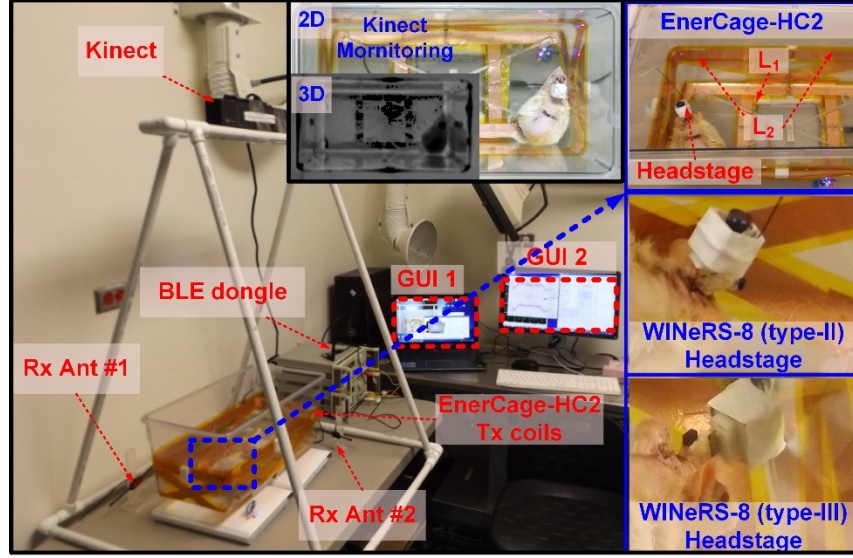 Kinect
2D
Kinect
Mornitoring
3D
EnerCage-HC2
L1
L2
Headstage
BLE dongle
GUI 1
GUI 2
Rx Ant #1
WINeRS-8 (type-II)
Headstage
EnerCage-HC2
Tx coils
Rx Ant #2
WINeRS-8 (type-III)
Headstage